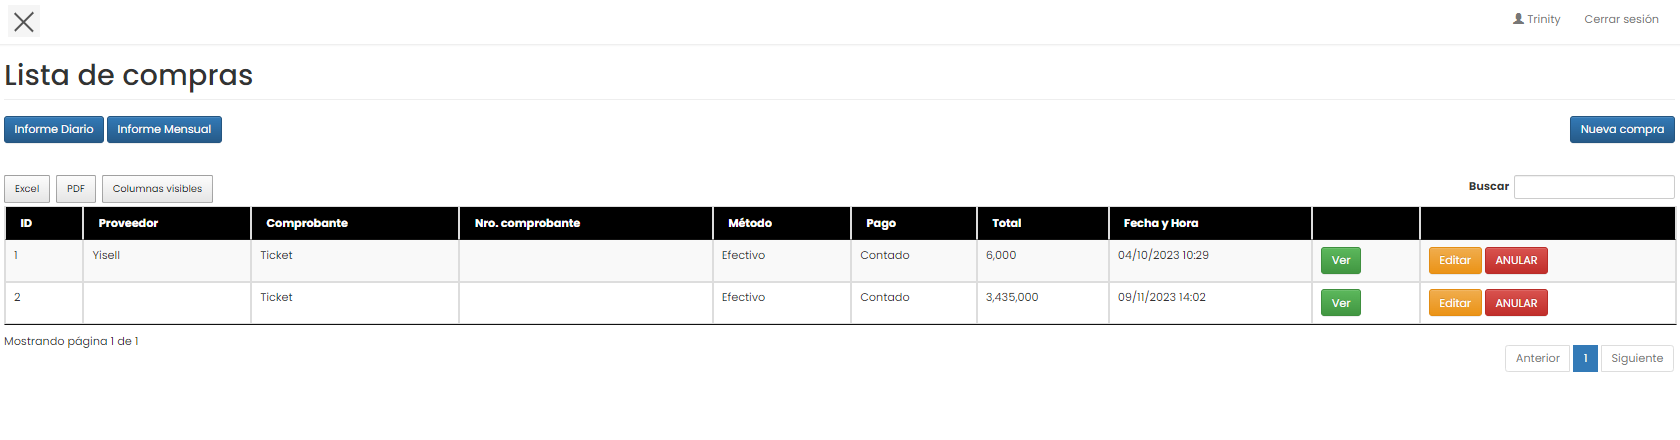 Trinity Cerrar sesión
Lista de compras
Informe Diario Informe Mensual Nueva compra
Excel PDF Columnas visibles Buscar
ID Proveedor Comprobante Nro. comprobante Método Pago Total Fecha y Hora
1 Yisell Ticket Efectivo Contado 6,000 04/10/2023 10:29 Ver Editar ANULAR
2 Ticket Efectivo Contado 3,435,000 09/11/2023 14:02 Ver Editar ANULAR
Mostrando página 1 de 1
Anterior 1 Siguiente